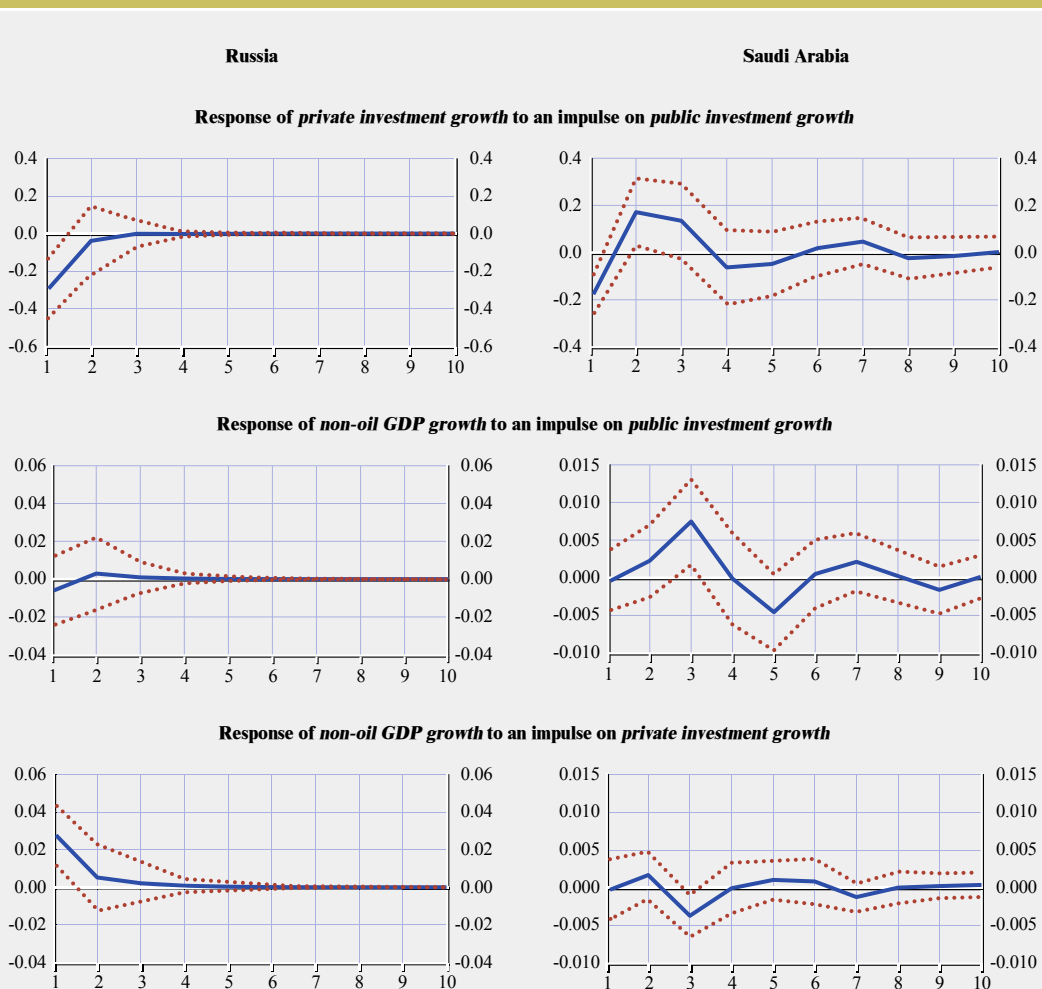 Russia
Saudi Arabia
Response of private investment growth to an impulse on public investment growth
0.4 0.4 0.4 0.4
0.2 0.2 0.2 0.2
0.0 0.0 0.0 0.0
-0.2 -0.2 -0.2 -0.2
-0.4 -0.4 -0.4 -0.4
-0.6 -0.6
1 2 3 4 5 6 7 8 9 10
1 2 3 4 5 6 7 8 9 10
Response of non-oil GDP growth to an impulse on public investment growth
0.06 0.06 0.015 0.015
0.04 0.04 0.010 0.010
0.02 0.02 0.005 0.005
0.00 0.00 0.000 0.000
-0.02 -0.02 -0.005 -0.005
-0.04 -0.04 -0.010 -0.010
1 2 3 4 5 6 7 8 9 10
1 2 3 4 5 6 7 8 9 10
Response of non-oil GDP growth to an impulse on private investment growth
0.06 0.06 0.015 0.015
0.04 0.04 0.010 0.010
0.02 0.02 0.005 0.005
0.00 0.00 0.000 0.000
-0.02 -0.02 -0.005 -0.005
-0.04 -0.04 -0.010 -0.010
1 2 3 4 5 6 7 8 9 10
1 2 3 4 5 6 7 8 9 10